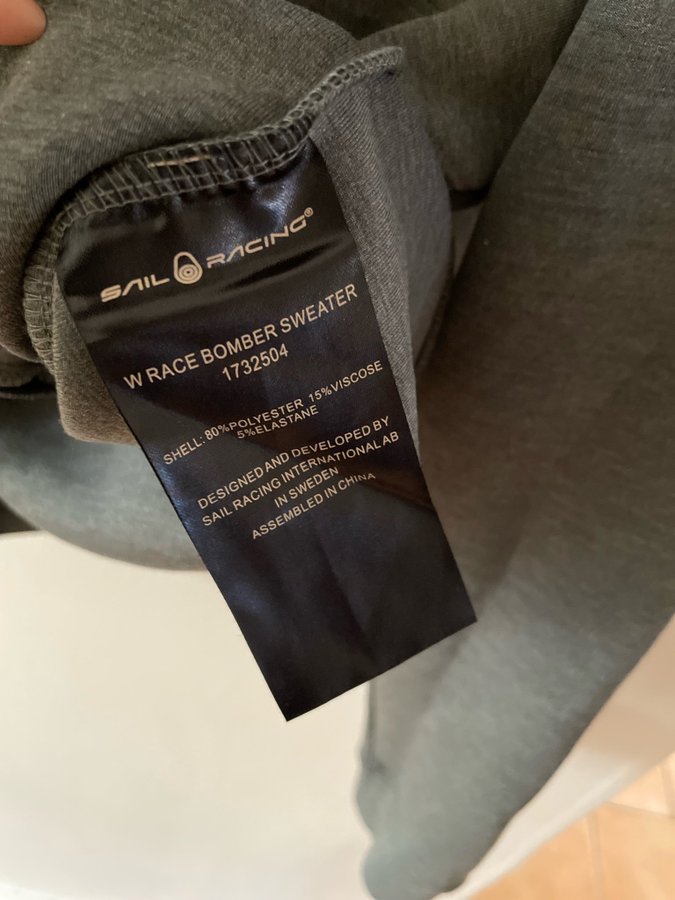 SAIL RACING®
W RACE BOMBER SWEATER
1732504
SHELL: 80%POLYESTER 15%VISCOSE
5%ELASTANE
DESIGNED AND DEVELOPED BY
SAIL RACING INTERNATIONAL AB
IN SWEDEN
ASSEMBLED IN CHINA